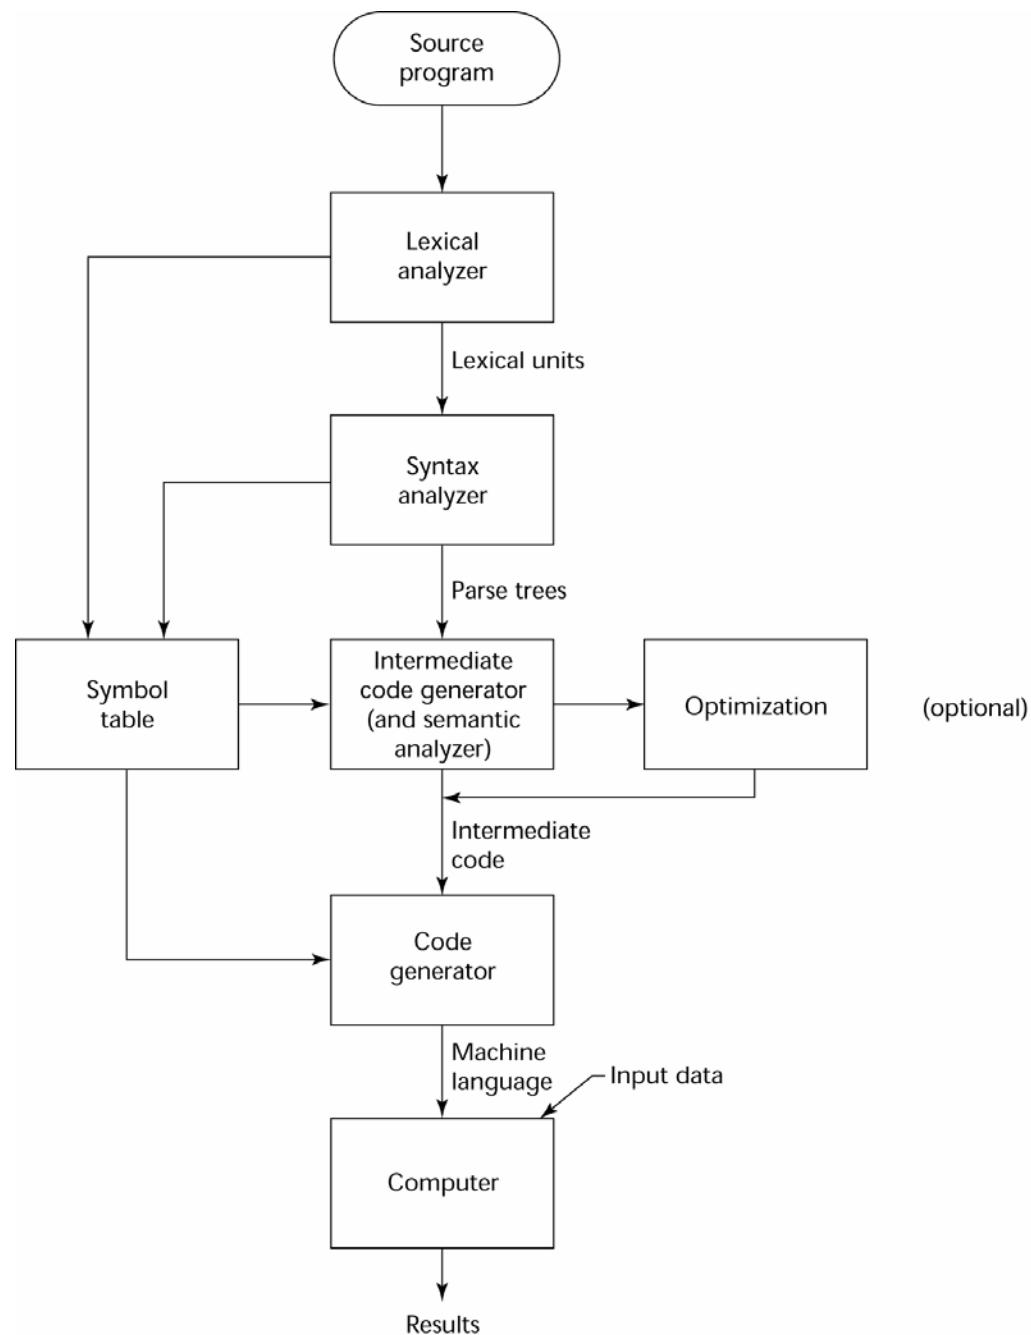 Source
program
Lexical
analyzer
Lexical units
Syntax
analyzer
Parse trees
Symbol
table
Intermediate
code generator
(and semantic
analyzer)
Optimization
(optional)
Intermediate
code
Code
generator
Machine
language
Input data
Computer
Results